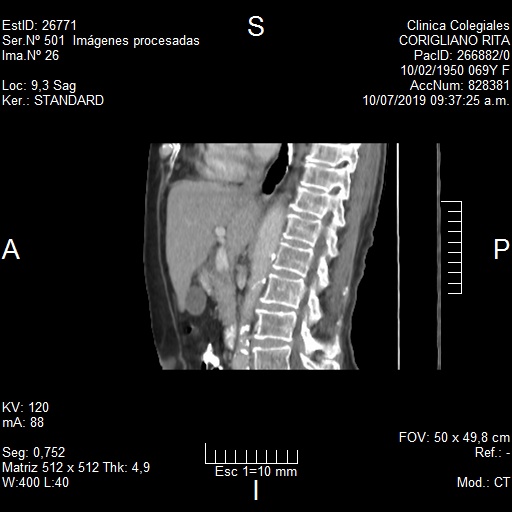 EstID: 26771
Ser.Nº 501 Imágenes procesadas
Ima.Nº 26
Loc: 9,3 Sag
Ker.: STANDARD
S
Clinica Colegiales
CORIGLIANO RITA
PacID: 266882/0
10/02/1950 069Y F
AccNum: 828381
10/07/2019 09:37:25 a.m.
A
P
KV: 120
mA: 88
Seg: 0,752
Matriz 512 x 512 Thk: 4,9
W:400 L:40
Esc 1=10 mm
I
FOV: 50 x 49,8 cm
Ref.: -
Mod.: CT